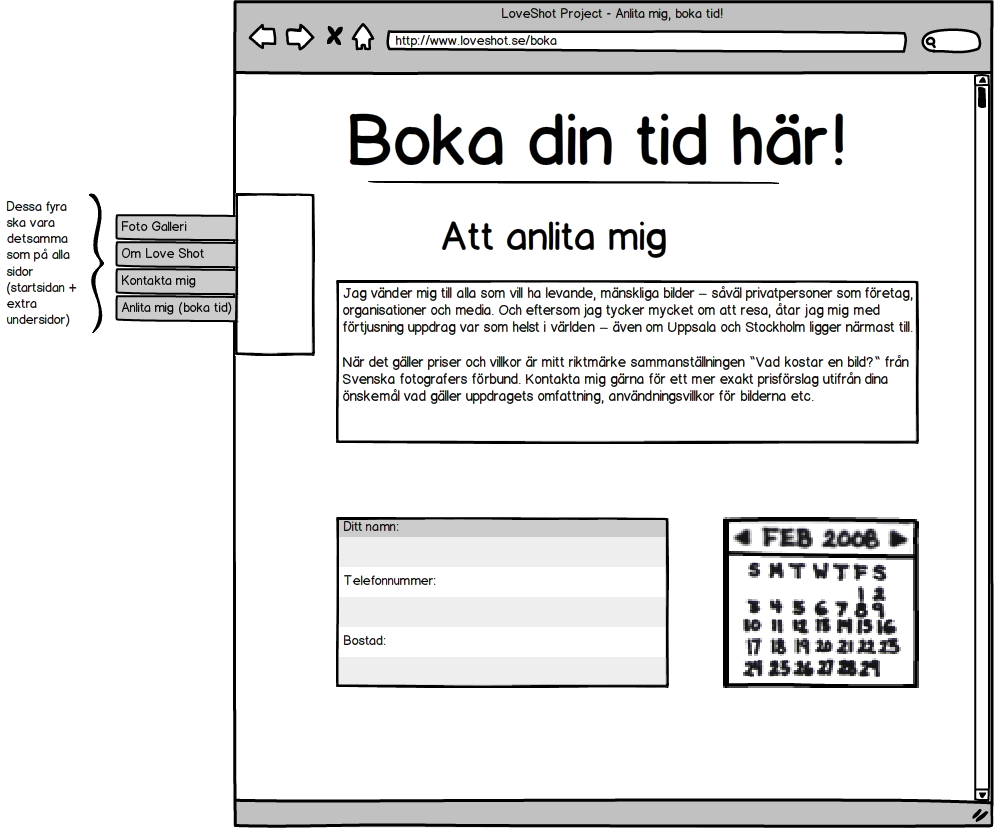 LoveShot Project - Anlita mig, boka tid!
http://www.loveshot.se/boka
Boka din tid här!
Att anlita mig
Dessa fyra
ska vara
detsamma
som på alla
sidor
(startsidan +
extra
undersidor)
Foto Galleri
Om Love Shot
Kontakta mig
Anlita mig (boka tid)
Jag vänder mig till alla som vill ha levande, mänskliga bilder – såväl privatpersoner som företag,
organisationer och media. Och eftersom jag tycker mycket om att resa, åtar jag mig med
förtjusning uppdrag var som helst i världen – även om Uppsala och Stockholm ligger närmast till.
När det gäller priser och villkor är mitt riktmärke sammanställningen "Vad kostar en bild?" från
Svenska fotografers förbund. Kontakta mig gärna för ett mer exakt prisförslag utifrån dina
önskemål vad gäller uppdragets omfattning, användningsvillkor för bilderna etc.
Ditt namn:
Telefonnummer:
Bostad:
FEB 2008
S M T W T F S
1 2
3 4 5 6 7 8 9
10 11 12 13 14 15 16
17 18 19 20 21 22 23
24 25 26 27 28 29